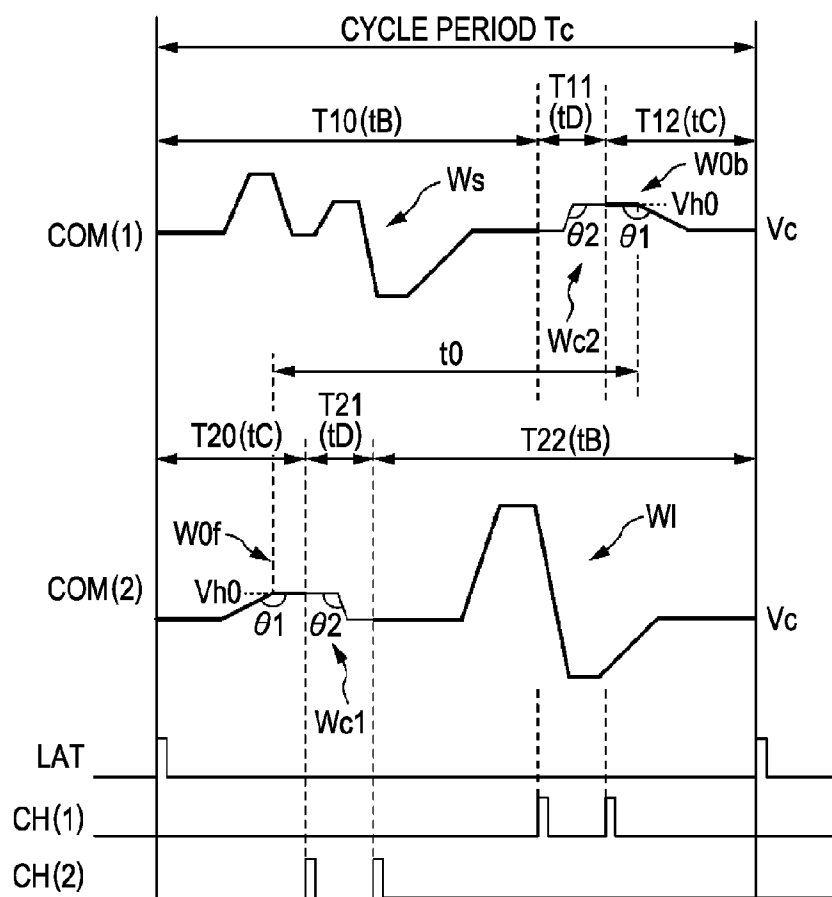 CYCLE PERIOD Tc
T10(tB)
T11
(tD)
T12(tC)
Ws
W0b
Vh0
COM(1)
θ2
θ1
Vc
Wc2
t0
T20(tC)
T21
(tD)
T22(tB)
W0f
Wl
COM(2)
Vh0
θ1
θ2
Vc
Wc1
LAT
CH(1)
CH(2)